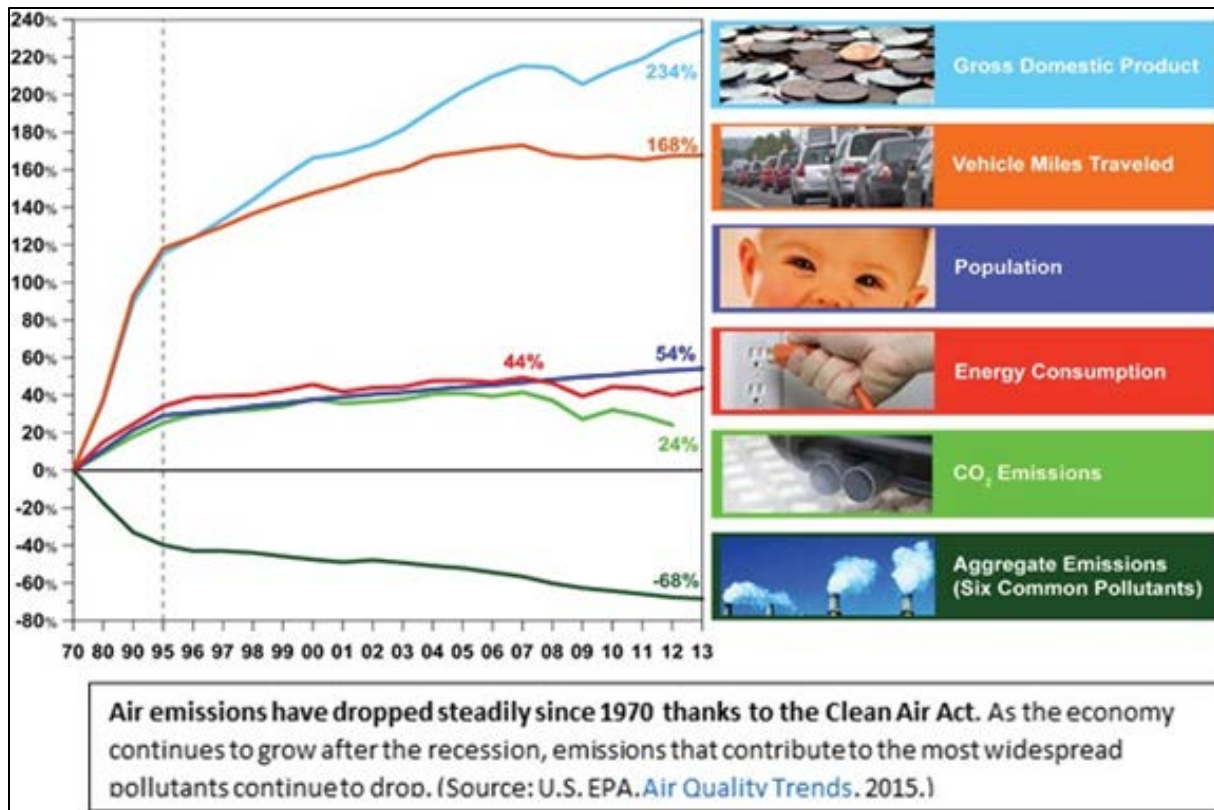 240%
220%
200%
180%
160%
140%
120%
100%
80%
60%
40%
20%
0%
-20%
-40%
-60%
-80%
234%
168%
54%
44%
24%
-68%
70 80 90 95 96 97 98 99 00 01 02 03 04 05 06 07 08 09 10 11 12 13
Gross Domestic Product
Vehicle Miles Traveled
Population
Energy Consumption
CO₂ Emissions
Aggregate Emissions
(Six Common Pollutants)
Air emissions have dropped steadily since 1970 thanks to the Clean Air Act. As the economy
continues to grow after the recession, emissions that contribute to the most widespread
pollutants continue to drop. (Source: U.S. EPA. Air Quality Trends. 2015.)